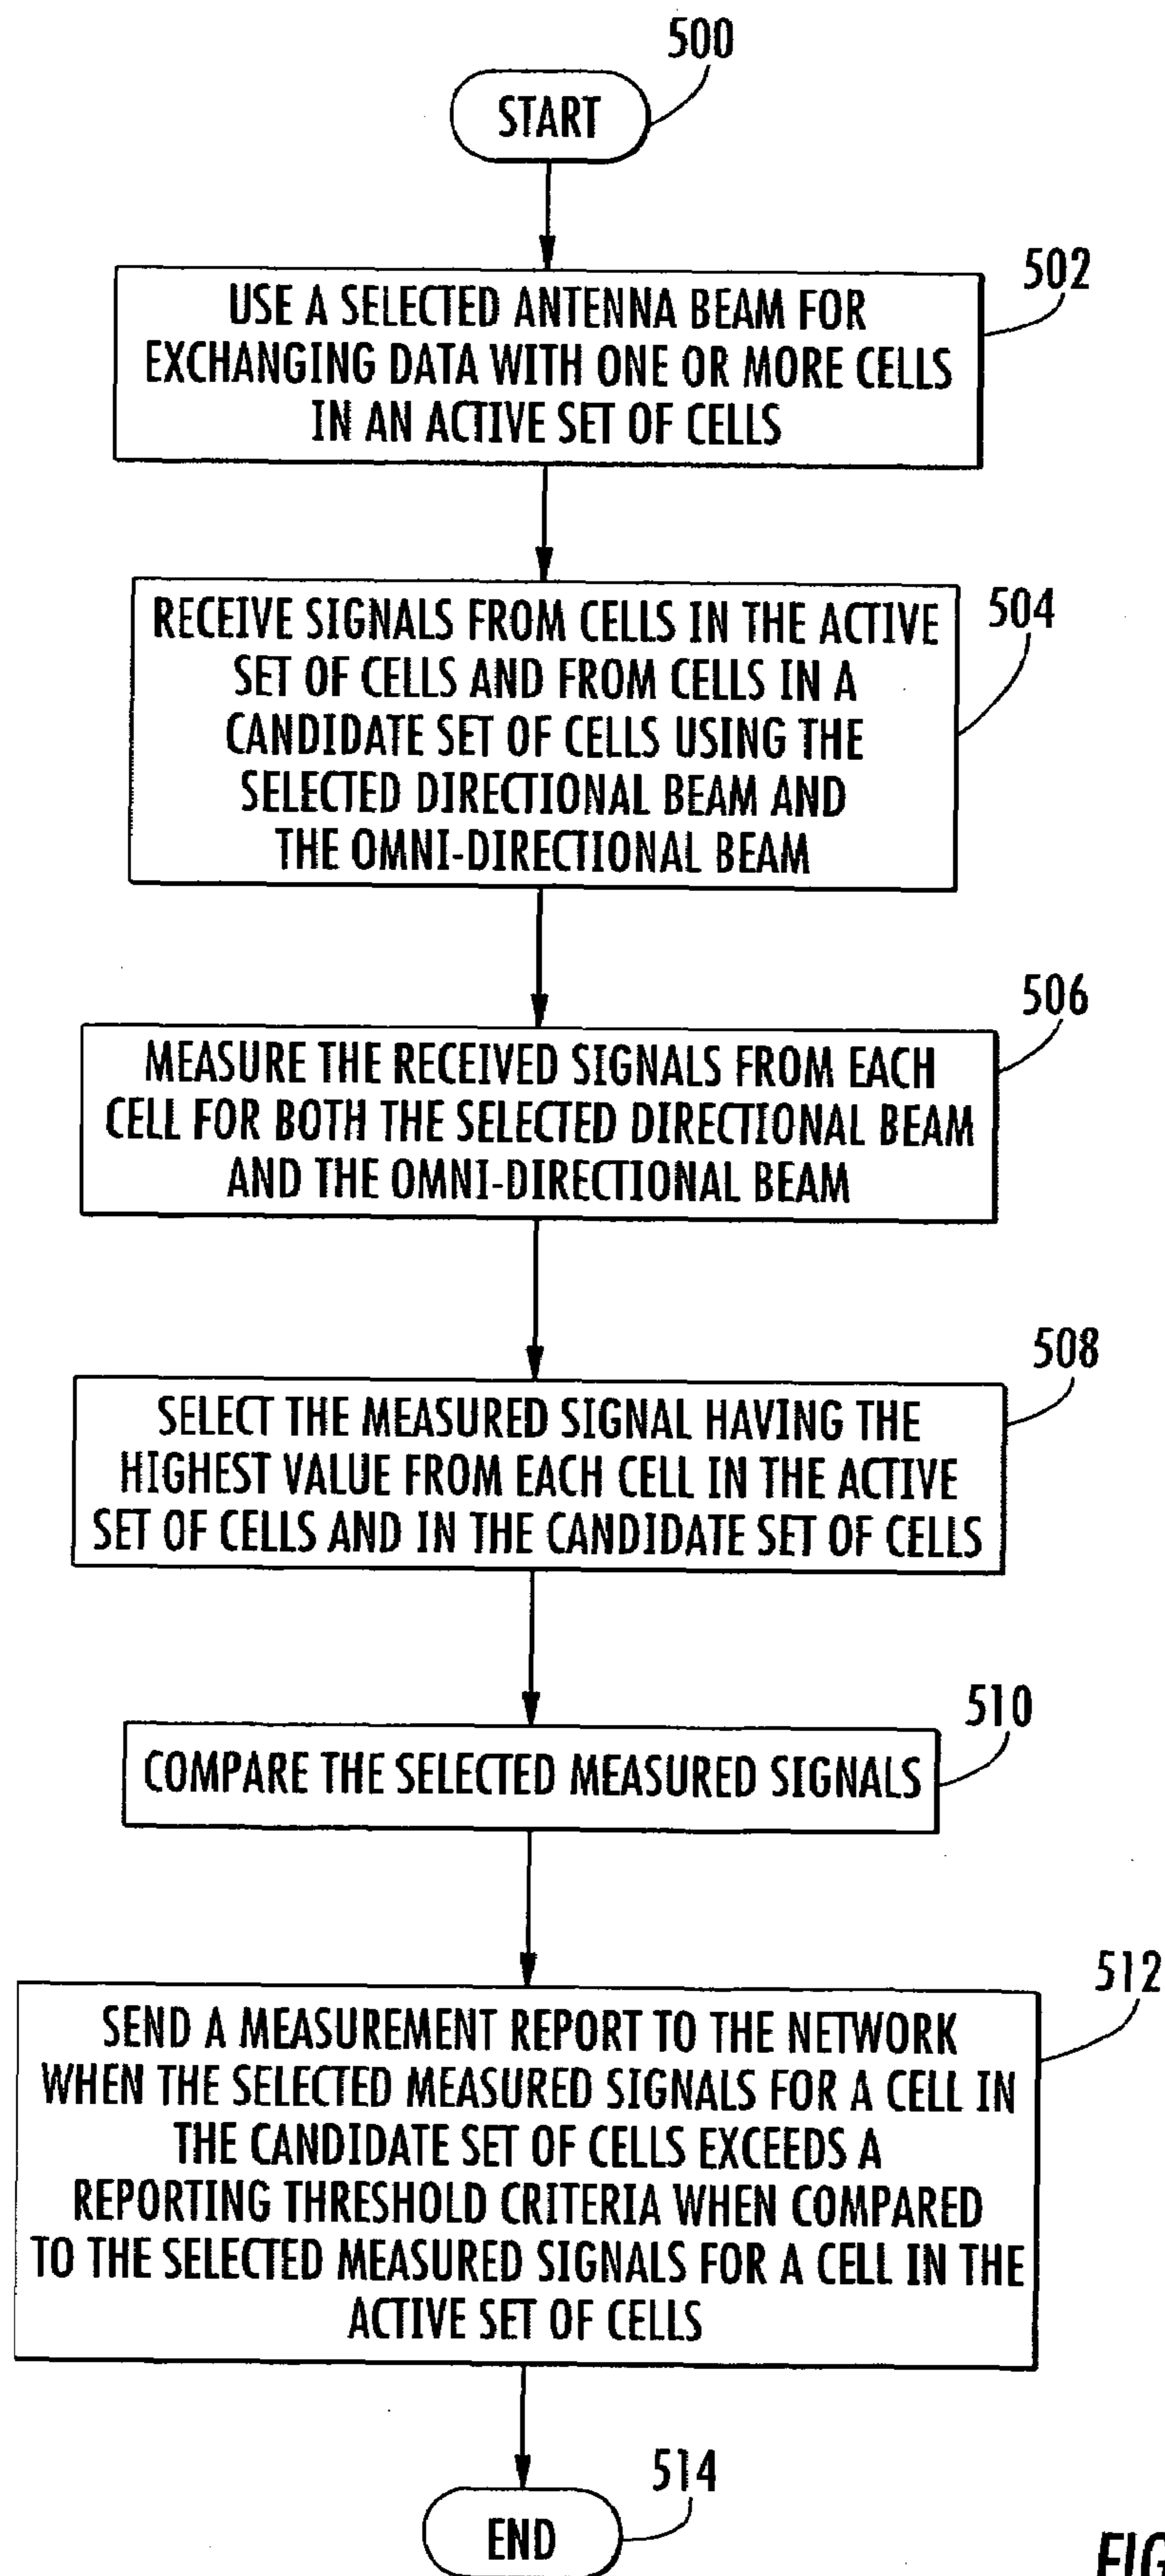 500
START
502
USE A SELECTED ANTENNA BEAM FOR
EXCHANGING DATA WITH ONE OR MORE CELLS
IN AN ACTIVE SET OF CELLS
504
RECEIVE SIGNALS FROM CELLS IN THE ACTIVE
SET OF CELLS AND FROM CELLS IN A
CANDIDATE SET OF CELLS USING THE
SELECTED DIRECTIONAL BEAM AND
THE OMNI-DIRECTIONAL BEAM
506
MEASURE THE RECEIVED SIGNALS FROM EACH
CELL FOR BOTH THE SELECTED DIRECTIONAL BEAM
AND THE OMNI-DIRECTIONAL BEAM
508
SELECT THE MEASURED SIGNAL HAVING THE
HIGHEST VALUE FROM EACH CELL IN THE ACTIVE
SET OF CELLS AND IN THE CANDIDATE SET OF CELLS
510
COMPARE THE SELECTED MEASURED SIGNALS
512
SEND A MEASUREMENT REPORT TO THE NETWORK
WHEN THE SELECTED MEASURED SIGNALS FOR A CELL IN
THE CANDIDATE SET OF CELLS EXCEEDS A
REPORTING THRESHOLD CRITERIA WHEN COMPARED
TO THE SELECTED MEASURED SIGNALS FOR A CELL IN THE
ACTIVE SET OF CELLS
514
END
FIG